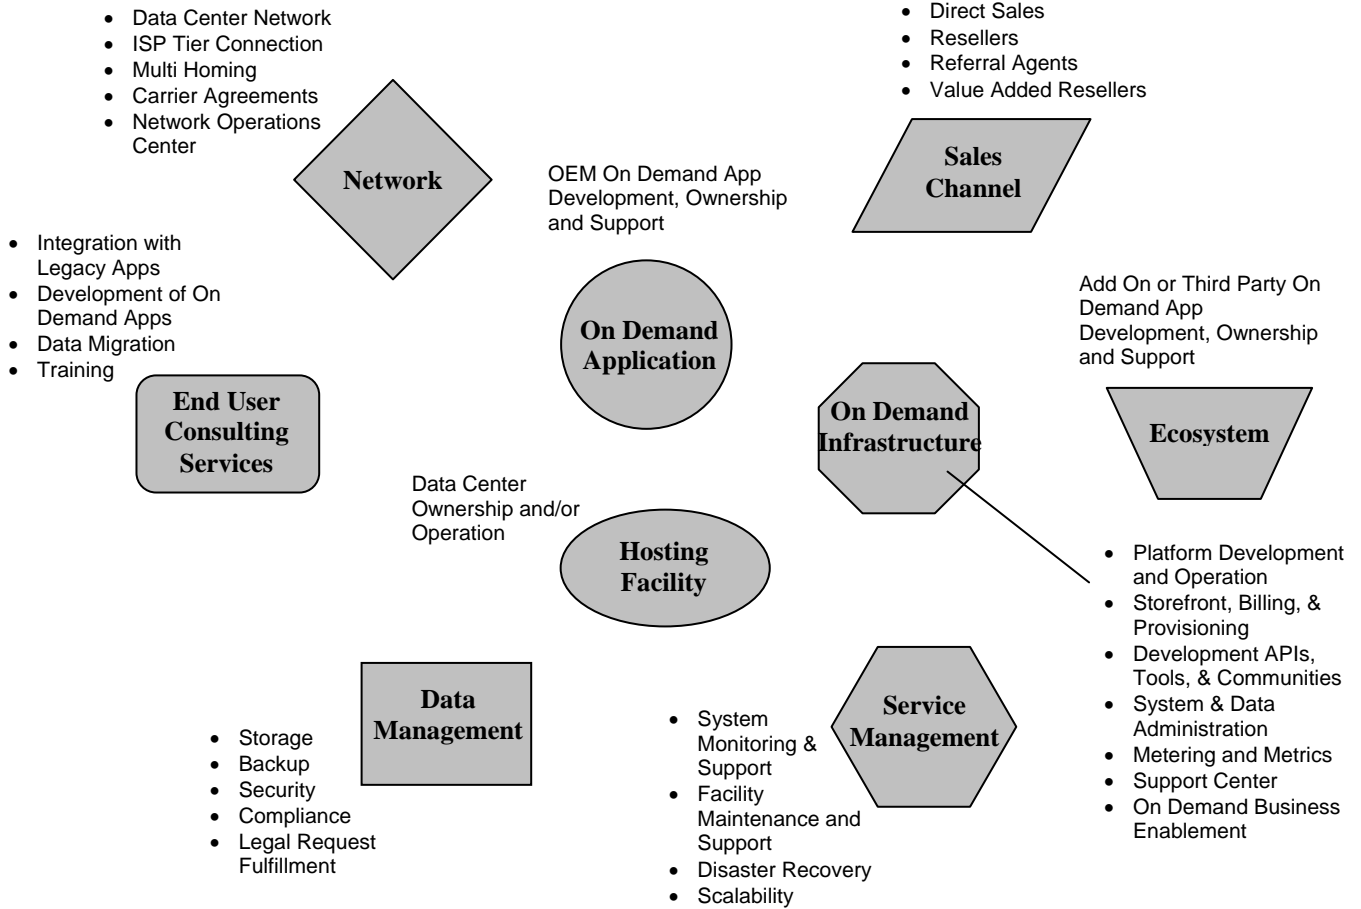 • Data Center Network
• ISP Tier Connection
• Multi Homing
• Carrier Agreements
• Network Operations
Center
Network
• Direct Sales
• Resellers
• Referral Agents
• Value Added Resellers
Sales
Channel
OEM On Demand App
Development, Ownership
and Support
On Demand
Application
• Integration with
Legacy Apps
• Development of On
Demand Apps
• Data Migration
• Training
End User
Consulting
Services
Add On or Third Party On
Demand App
Development, Ownership
and Support
Ecosystem
On Demand
Infrastructure
Data Center
Ownership and/or
Operation
Hosting
Facility
• Platform Development
and Operation
• Storefront, Billing, &
Provisioning
• Development APIs,
Tools, & Communities
• System & Data
Administration
• Metering and Metrics
• Support Center
• On Demand Business
Enablement
Data
Management
• Storage
• Backup
• Security
• Compliance
• Legal Request
Fulfillment
Service
Management
• System
Monitoring &
Support
• Facility
Maintenance and
Support
• Disaster Recovery
• Scalability